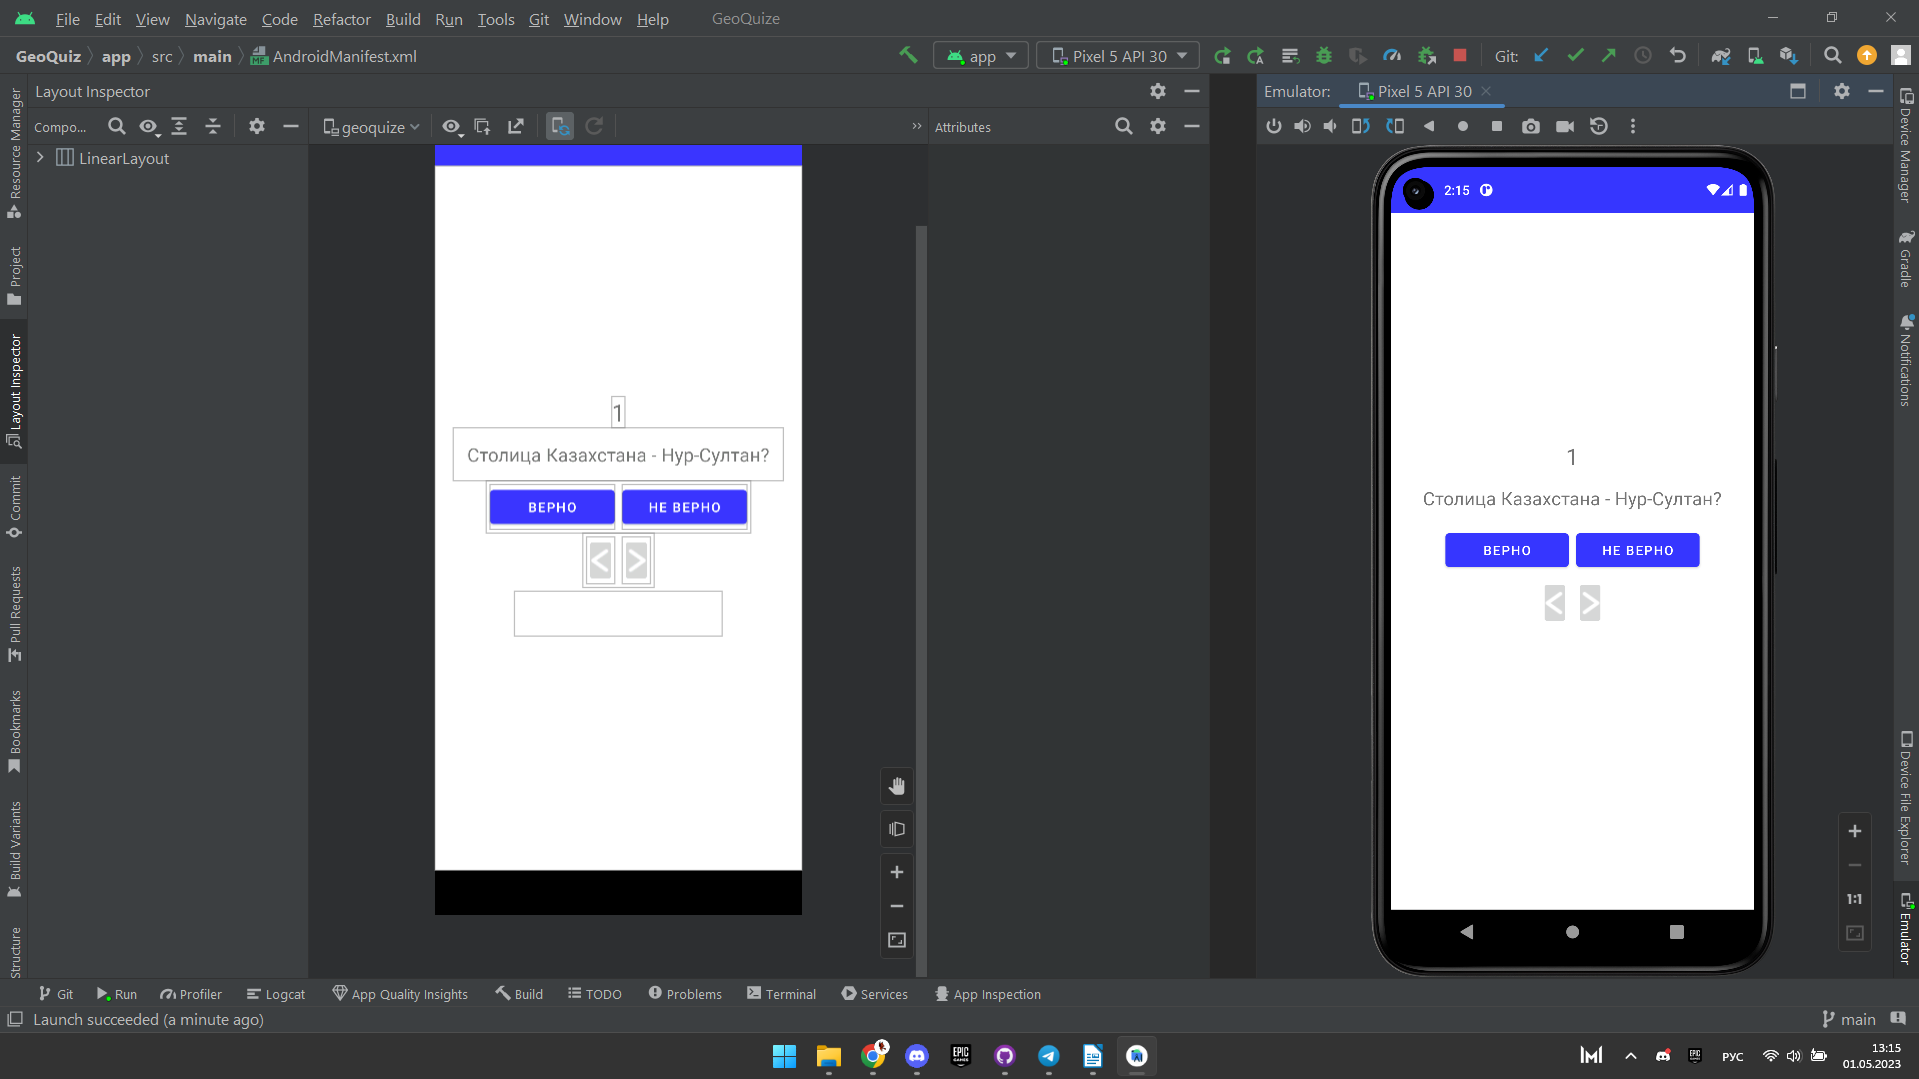 File Edit View Navigate Code Refactor Build Run Tools Git Window Help GeoQuize
GeoQuiz app src main AndroidManifest.xml app Pixel 5 API 30 Git:
Layout Inspector
Emulator: Pixel 5 API 30
Compo... geoquize Attributes
LinearLayout
Resource Manager
Project
Layout Inspector
Commit
Pull Requests
Bookmarks
Build Variants
Structure
1
Столица Казахстана - Нур-Султан?
ВЕРНО НЕ ВЕРНО
< >
2:15
1
Столица Казахстана - Нур-Султан?
ВЕРНО НЕ ВЕРНО
< >
1:1
Device Manager
Gradle
Notifications
Device File Explorer
Emulator
Git Run Profiler Logcat App Quality Insights Build TODO Problems Terminal Services App Inspection
Launch succeeded (a minute ago) main
EPIC GAMES
РУС
13:15
01.05.2023